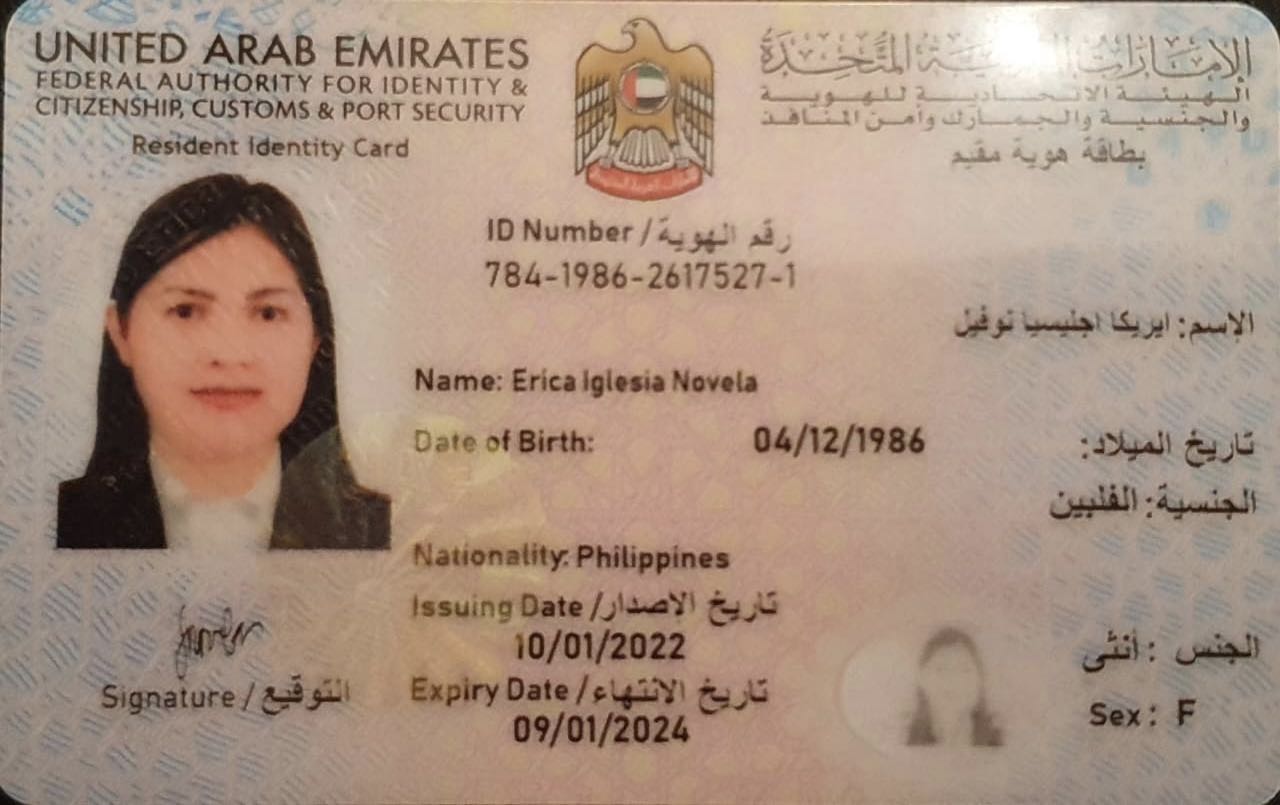 UNITED ARAB EMIRATES
FEDERAL AUTHORITY FOR IDENTITY &
CITIZENSHIP, CUSTOMS & PORT SECURITY
Resident Identity Card
الإمارات المتحدة
الهيئة الاتحادية للهوية
والجنسية والجمارك وأمن المنافذ
بطاقة هوية مقيم
ID Number / رقم الهوية
784-1986-2617527-1
الإسم: ايريكا اجليسيا نوفيل
Name: Erica Iglesia Novela
Date of Birth: 04/12/1986 تاريخ الميلاد:
الجنسية: الفلبين
Nationality: Philippines
Issuing Date / تاريخ الإصدار
10/01/2022
Expiry Date / تاريخ الانتهاء
09/01/2024
الجنس : أنثى
Sex : F
Signature / التوقيع